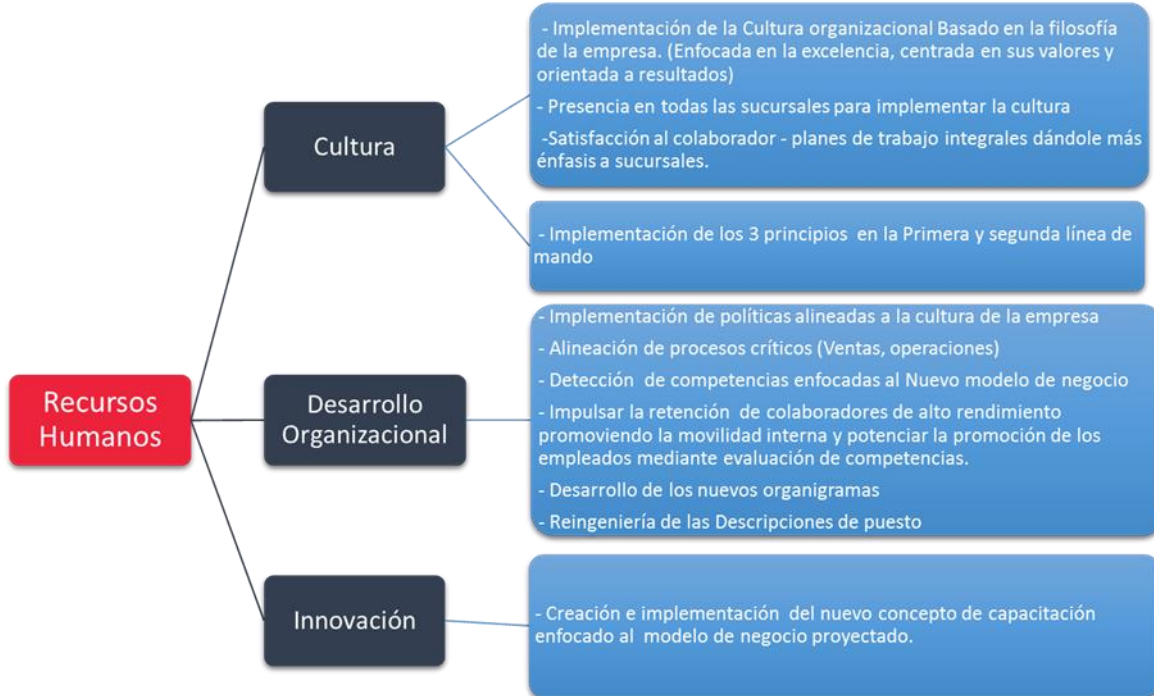 Recursos
Humanos
Cultura
- Implementación de la Cultura organizacional Basado en la filosofía
de la empresa. (Enfocada en la excelencia, centrada en sus valores y
orientada a resultados)
- Presencia en todas las sucursales para implementar la cultura
-Satisfacción al colaborador - planes de trabajo integrales dándole más
énfasis a sucursales.
- Implementación de los 3 principios en la Primera y segunda línea de
mando
Desarrollo
Organizacional
- Implementación de políticas alineadas a la cultura de la empresa
- Alineación de procesos críticos (Ventas, operaciones)
- Detección de competencias enfocadas al Nuevo modelo de negocio
- Impulsar la retención de colaboradores de alto rendimiento
promoviendo la movilidad interna y potenciar la promoción de los
empleados mediante evaluación de competencias.
- Desarrollo de los nuevos organigramas
- Reingeniería de las Descripciones de puesto
Innovación
- Creación e implementación del nuevo concepto de capacitación
enfocado al modelo de negocio proyectado.